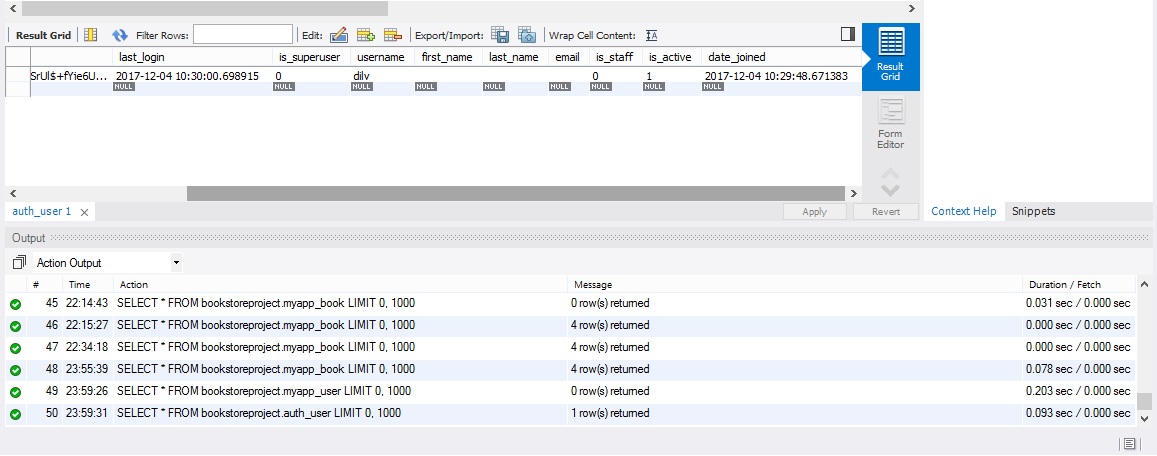 Result Grid Filter Rows: Edit: Export/Import: Wrap Cell Content: IA
last_login is_superuser username first_name last_name email is_staff is_active date_joined
SrUl$+fYie6U... 2017-12-04 10:30:00.698915 0 dilv 0 1 2017-12-04 10:29:48.671383
NULL NULL NULL NULL NULL NULL NULL NULL NULL
Result
Grid
Form
Editor
auth_user 1 Apply Revert Context Help Snippets
Output
Action Output
# Time Action Message Duration / Fetch
45 22:14:43 SELECT * FROM bookstoreproject.myapp_book LIMIT 0, 1000 0 row(s) returned 0.031 sec / 0.000 sec
46 22:15:27 SELECT * FROM bookstoreproject.myapp_book LIMIT 0, 1000 4 row(s) returned 0.000 sec / 0.000 sec
47 22:34:18 SELECT * FROM bookstoreproject.myapp_book LIMIT 0, 1000 4 row(s) returned 0.000 sec / 0.000 sec
48 23:55:39 SELECT * FROM bookstoreproject.myapp_book LIMIT 0, 1000 4 row(s) returned 0.078 sec / 0.000 sec
49 23:59:26 SELECT * FROM bookstoreproject.myapp_user LIMIT 0, 1000 0 row(s) returned 0.203 sec / 0.000 sec
50 23:59:31 SELECT * FROM bookstoreproject.auth_user LIMIT 0, 1000 1 row(s) returned 0.093 sec / 0.000 sec